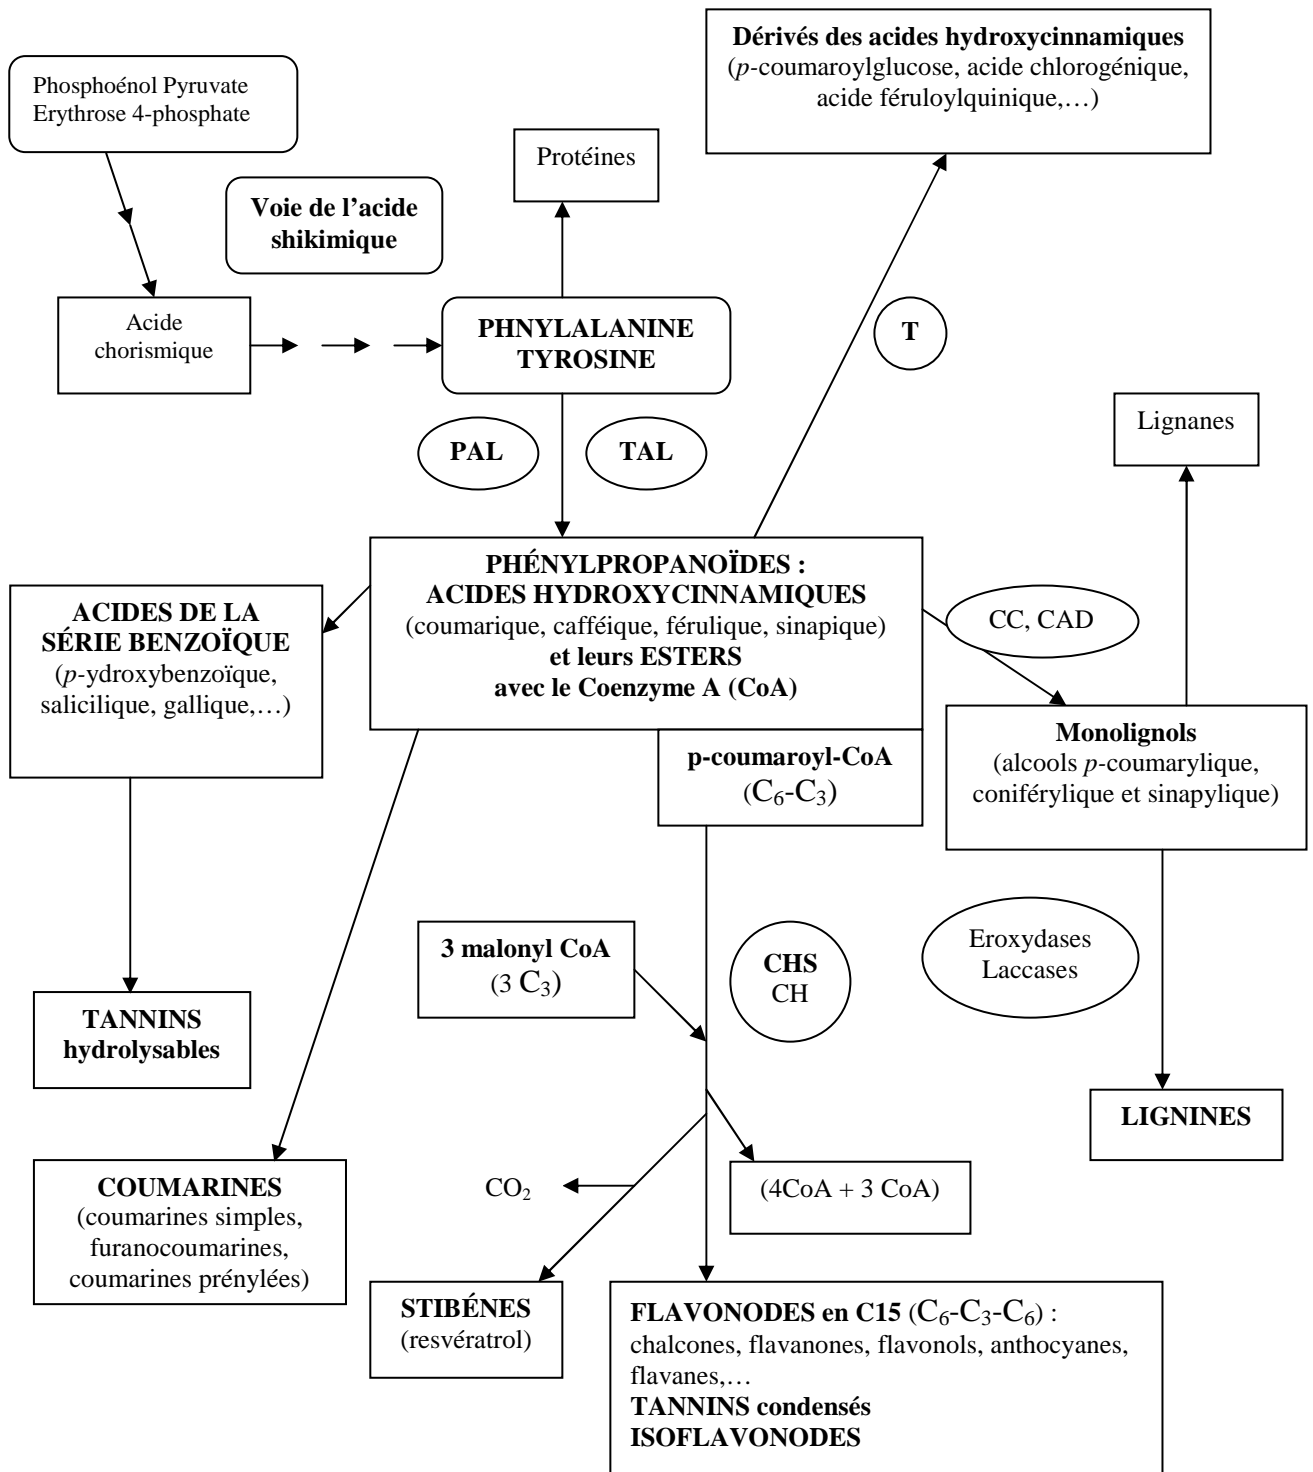 Dérivés des acides hydroxycinnamiques
(p-coumaroylglucose, acide chlorogénique,
acide féruloylquinique,…)
Phosphoénol Pyruvate
Erythrose 4-phosphate
Protéines
Voie de l’acide
shikimique
Acide
chorismique
PHNYLALANINE
TYROSINE
T
Lignanes
PAL
TAL
PHÉNYLPROPANOÏDES :
ACIDES HYDROXYCINNAMIQUES
(coumarique, cafféique, férulique, sinapique)
et leurs ESTERS
avec le Coenzyme A (CoA)
CC, CAD
ACIDES DE LA
SÉRIE BENZOÏQUE
(p-ydroxybenzoïque,
salicilique, gallique,…)
p-coumaroyl-CoA
(C6-C3)
Monolignols
(alcools p-coumarylique,
coniférylique et sinapylique)
3 malonyl CoA
(3 C3)
CHS
CH
Eroxydases
Laccases
TANNINS
hydrolysables
LIGNINES
COUMARINES
(coumarines simples,
furanocoumarines,
coumarines prénylées)
CO2
(4CoA + 3 CoA)
STIBÉNES
(resvératrol)
FLAVONODES en C15 (C6-C3-C6) :
chalcones, flavanones, flavonols, anthocyanes,
flavanes,…
TANNINS condensés
ISOFLAVONODES